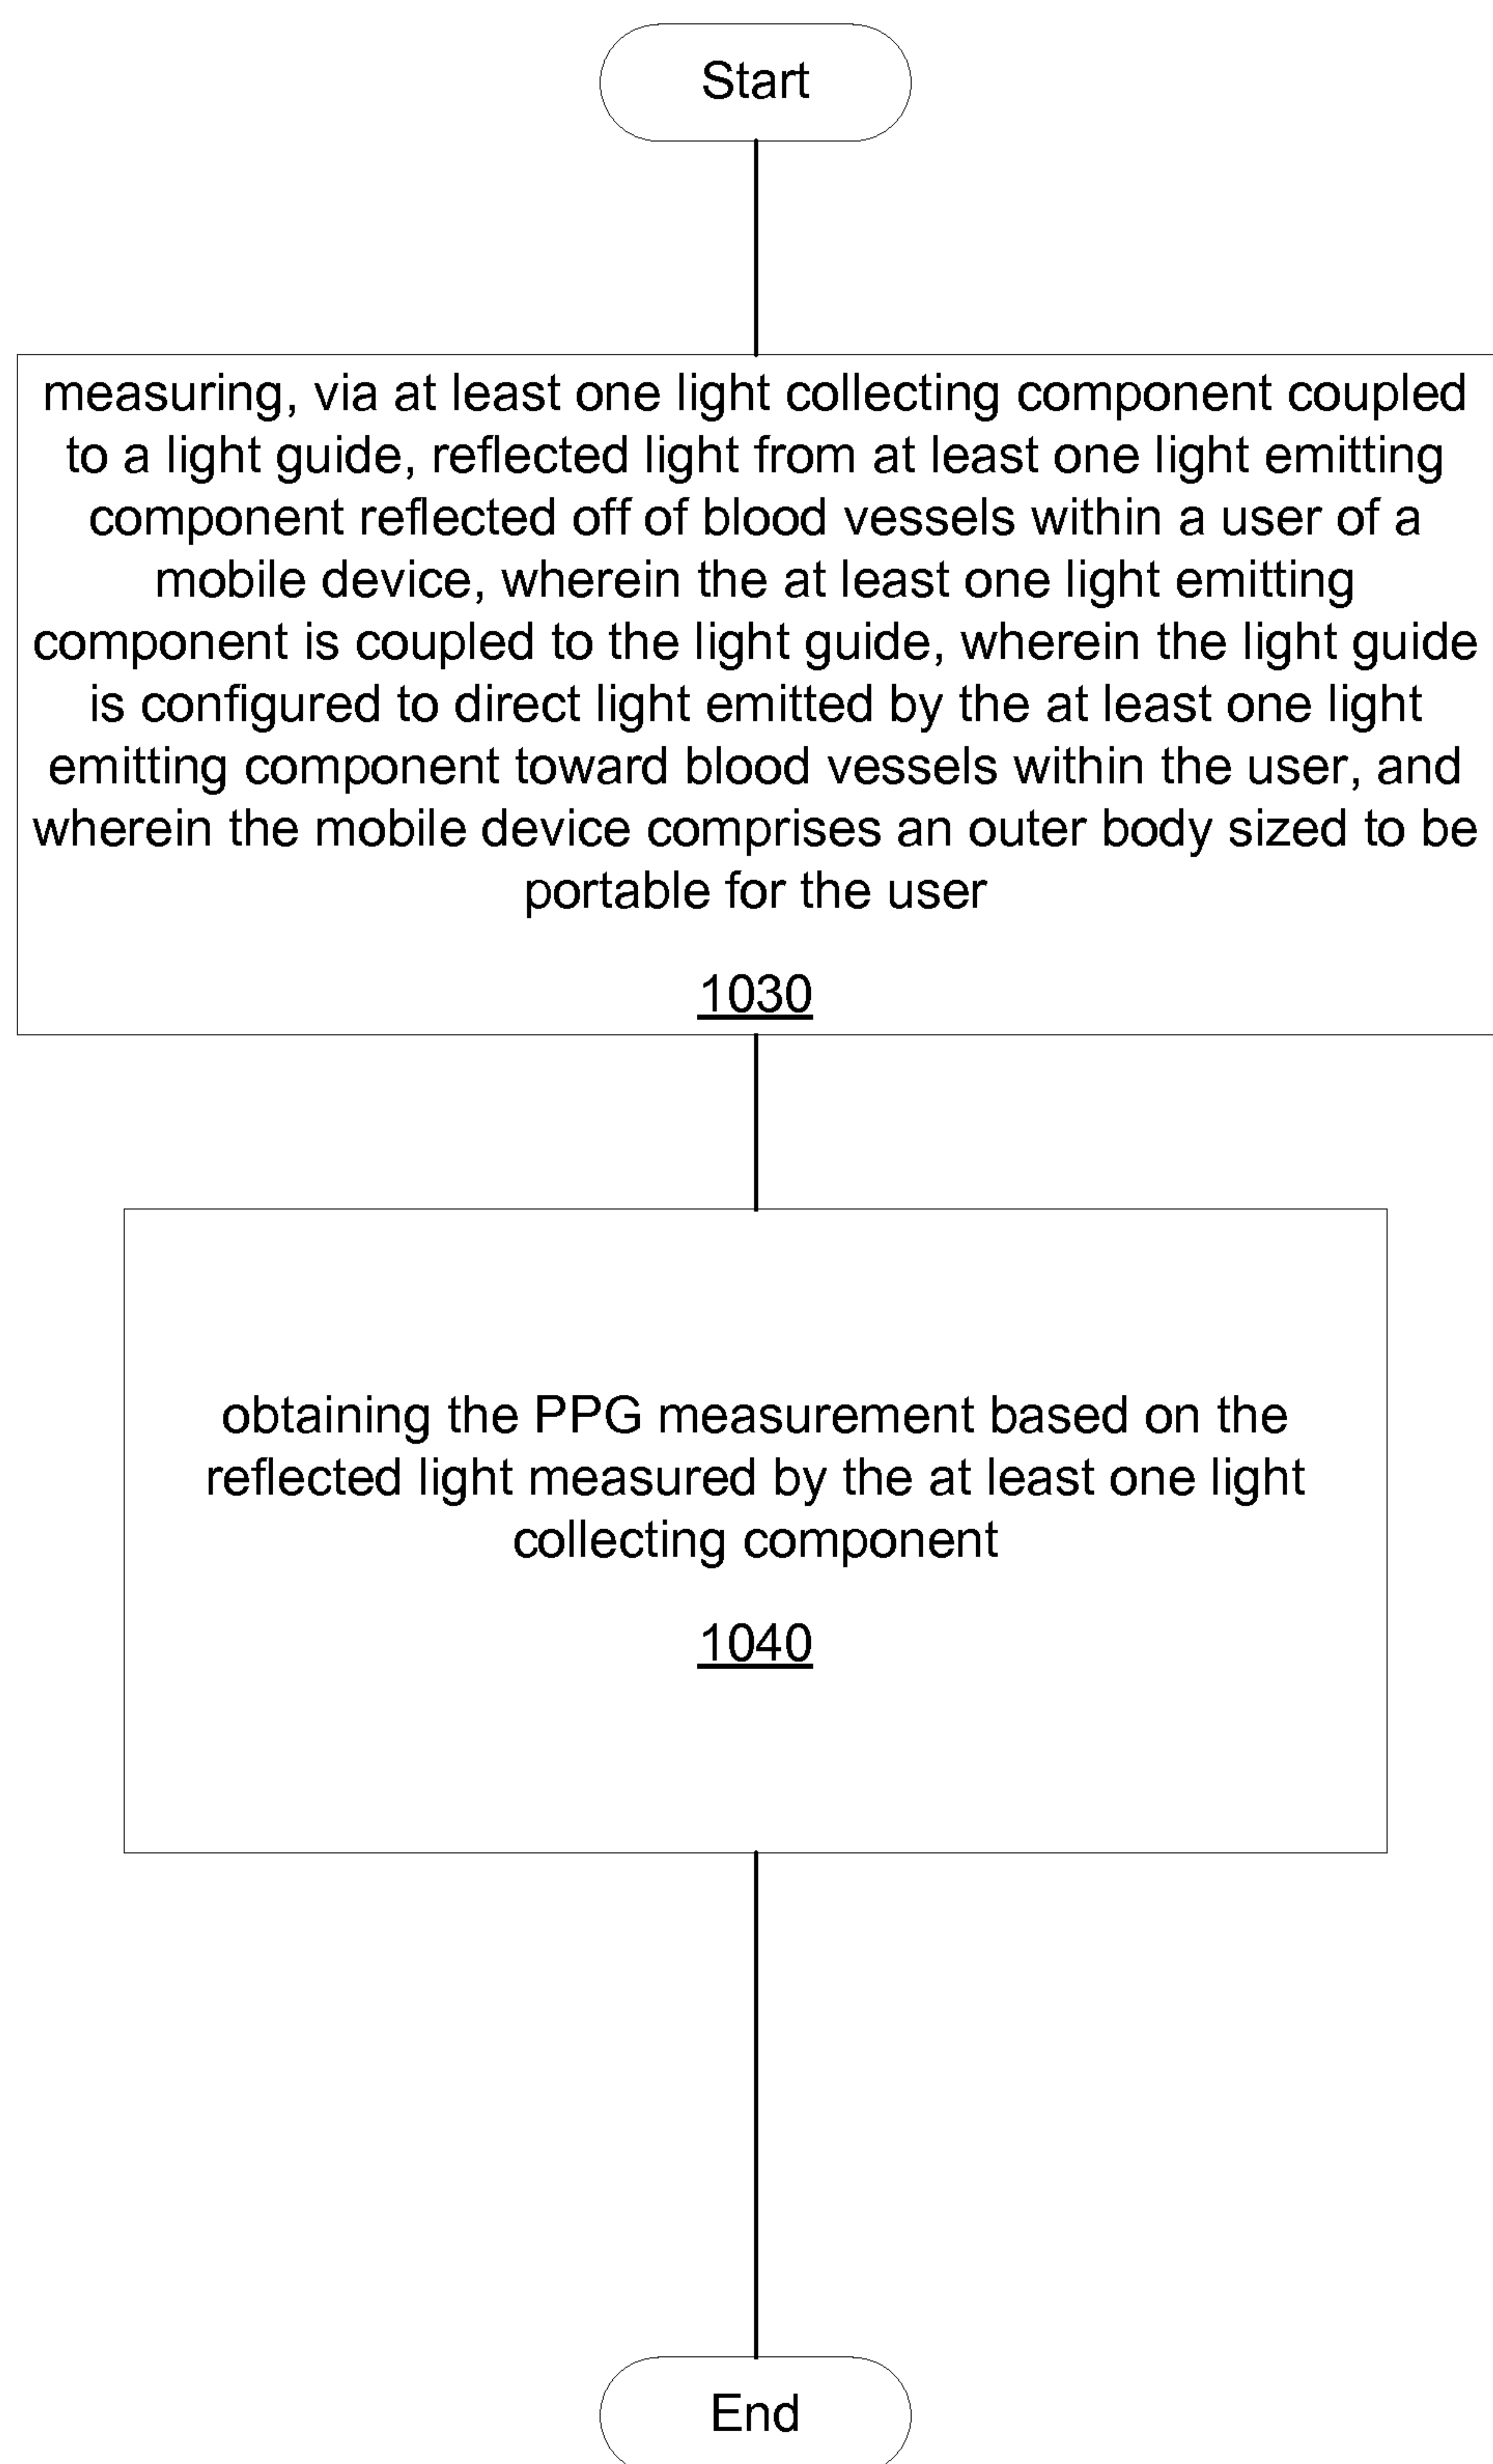 Start
measuring, via at least one light collecting component coupled
to a light guide, reflected light from at least one light emitting
component reflected off of blood vessels within a user of a
mobile device, wherein the at least one light emitting
component is coupled to the light guide, wherein the light guide
is configured to direct light emitted by the at least one light
emitting component toward blood vessels within the user, and
wherein the mobile device comprises an outer body sized to be
portable for the user
1030
obtaining the PPG measurement based on the
reflected light measured by the at least one light
collecting component
1040
End